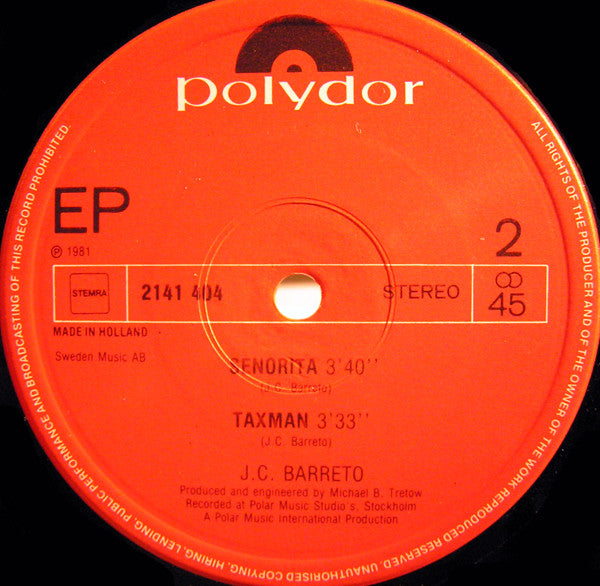 polydor
EP
℗ 1981
2
STEMRA
2141 404
STEREO
45
MADE IN HOLLAND
Sweden Music AB
SENORITA 3'40''
(J.C. Barreto)
TAXMAN 3'33''
(J.C. Barreto)
J.C. BARRETO
Produced and engineered by Michael B. Tretow
Recorded at Polar Music Studio's, Stockholm
A Polar Music International Production
ALL RIGHTS OF THE PRODUCER AND OF THE OWNER OF THE WORK REPRODUCED RESERVED. UNAUTHORISED COPYING, HIRING, LENDING, PUBLIC PERFORMANCE AND BROADCASTING OF THIS RECORD PROHIBITED.